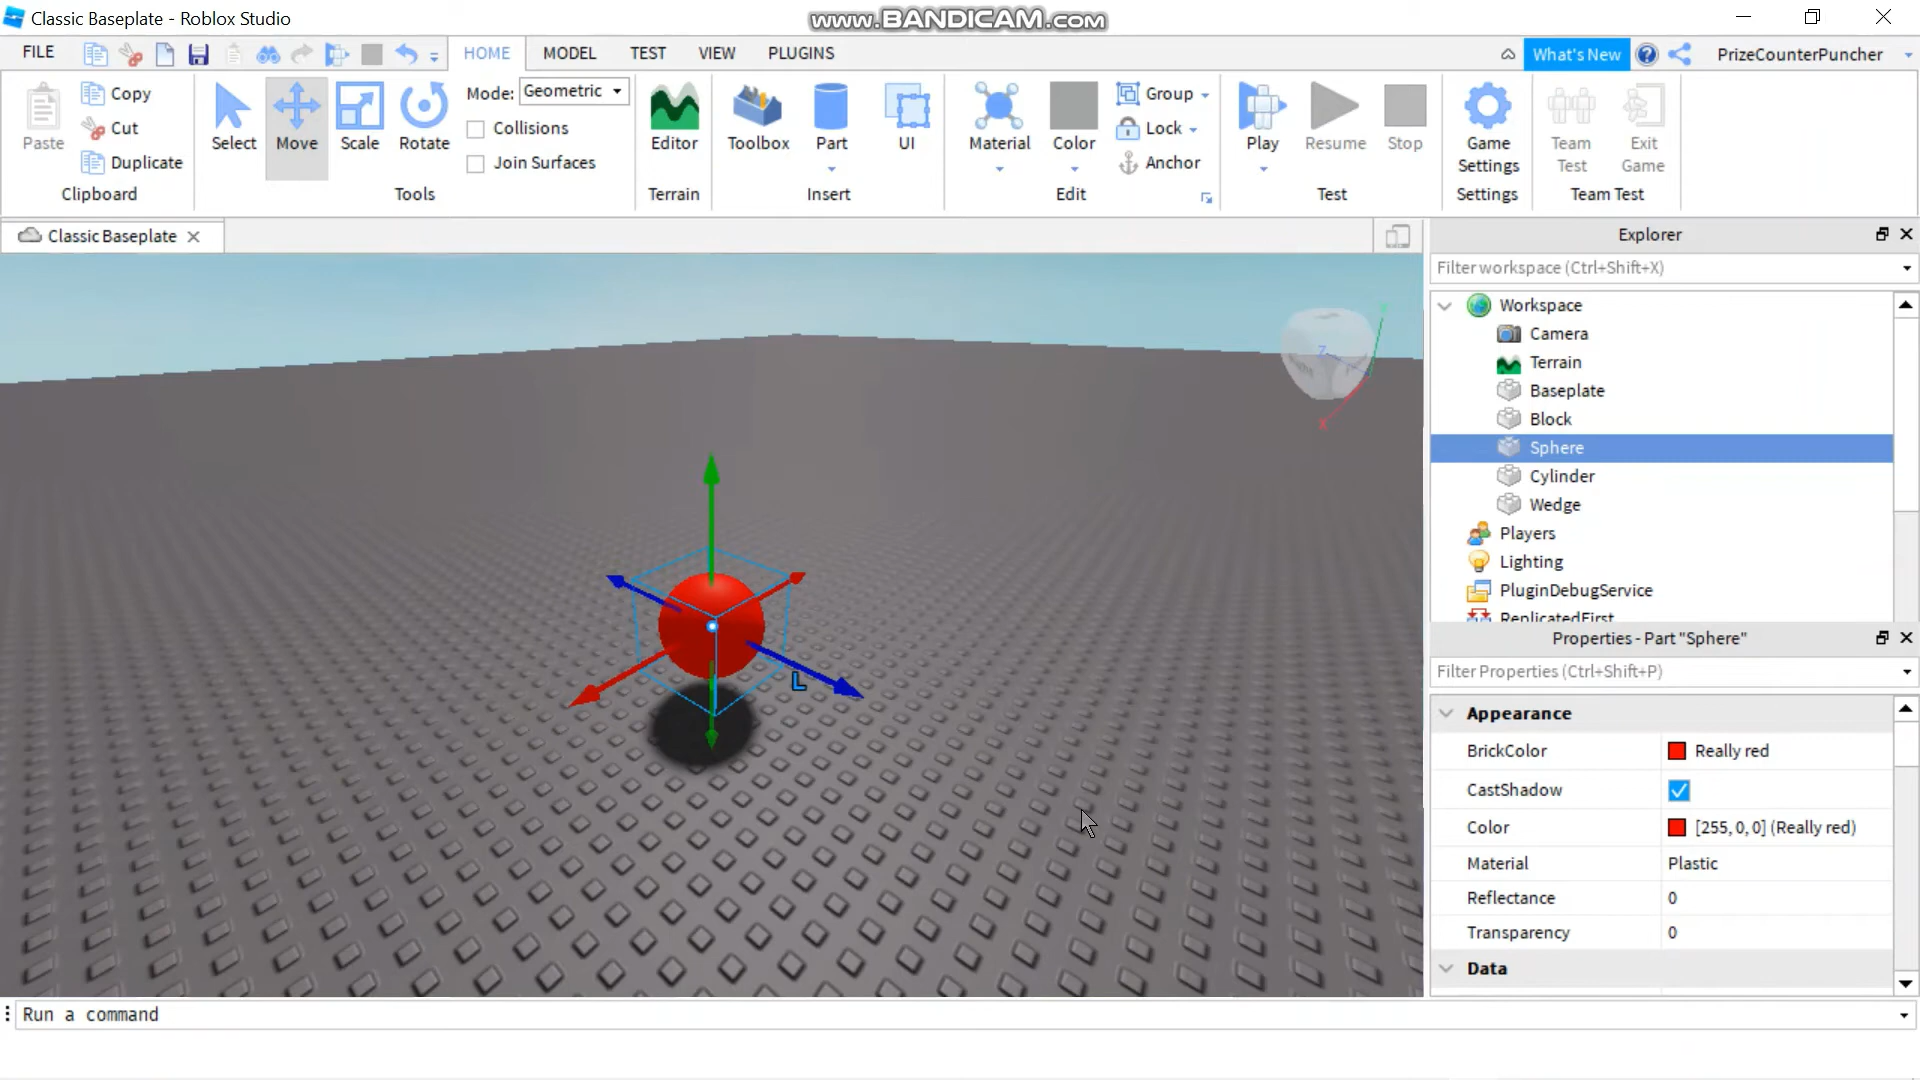 Classic Baseplate - Roblox Studio
www.BANDICAM.com
FILE
HOME
MODEL
TEST
VIEW
PLUGINS
What's New
PrizeCounterPuncher
Paste
Copy
Cut
Duplicate
Clipboard
Select
Move
Scale
Rotate
Mode: Geometric
Collisions
Join Surfaces
Tools
Editor
Terrain
Toolbox
Part
UI
Insert
Material
Color
Group
Lock
Anchor
Edit
Play
Resume
Stop
Test
Game
Settings
Settings
Team
Test
Exit
Game
Team Test
Classic Baseplate
Explorer
Filter workspace (Ctrl+Shift+X)
Workspace
Camera
Terrain
Baseplate
Block
Sphere
Cylinder
Wedge
Players
Lighting
PluginDebugService
ReplicatedFirst
Z
X
L
Properties - Part "Sphere"
Filter Properties (Ctrl+Shift+P)
Appearance
BrickColor
Really red
CastShadow
Color
[255, 0, 0] (Really red)
Material
Plastic
Reflectance
0
Transparency
0
Data
Run a command